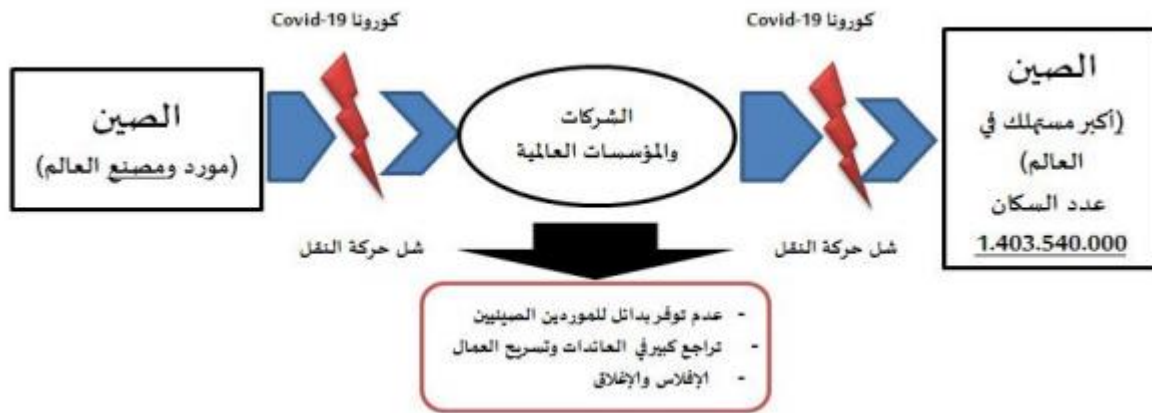 كورونا Covid-19
كورونا Covid-19
الصين
(أكبر مستهلك في
العالم)
عدد السكان
1.403.540.000
الشركات
والمؤسسات العالمية
الصين
(مورد ومصنع العالم)
شل حركة النقل
شل حركة النقل
- عدم توفر بدائل للموردين الصينيين
- تراجع كبير في العائدات وتسريح العمال
- الإفلاس والإغلاق